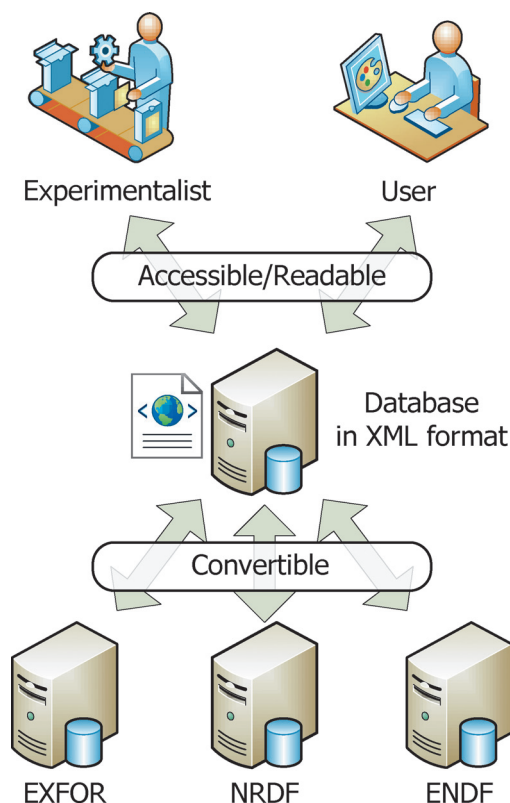 Experimentalist
User
Accessible/Readable
Database
in XML format
Convertible
EXFOR
NRDF
ENDF